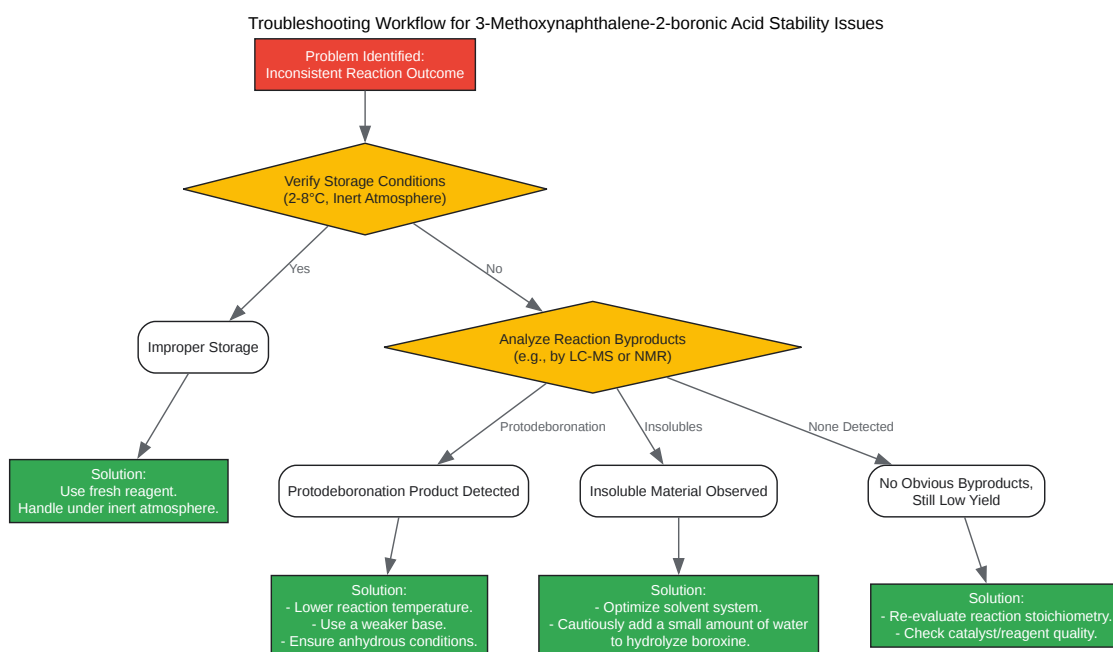 Troubleshooting Workflow for 3-Methoxynaphthalene-2-boronic Acid Stability Issues
Problem Identified:
Inconsistent Reaction Outcome
Verify Storage Conditions
(2-8°C, Inert Atmosphere)
Yes
No
Improper Storage
Analyze Reaction Byproducts
(e.g., by LC-MS or NMR)
Protodeboronation
Insolubles
None Detected
Solution:
Use fresh reagent.
Handle under inert atmosphere.
Protodeboronation Product Detected
Insoluble Material Observed
No Obvious Byproducts,
Still Low Yield
Solution:
- Lower reaction temperature.
- Use a weaker base.
- Ensure anhydrous conditions.
Solution:
- Optimize solvent system.
- Cautiously add a small amount of water
to hydrolyze boroxine.
Solution:
- Re-evaluate reaction stoichiometry.
- Check catalyst/reagent quality.